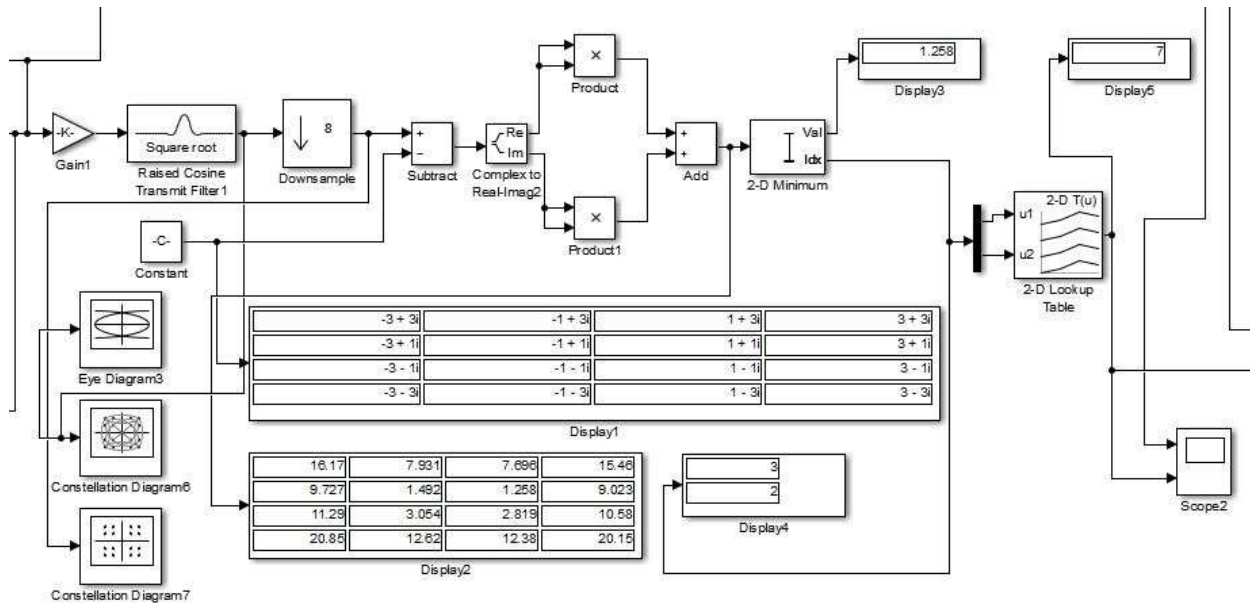 -K-
Gain1
Square root
Raised Cosine
Transmit Filter1
8
Downsample
+
−
Subtract
Re
Im
Complex to
Real-Imag2
×
Product
×
Product1
+
+
Add
Val
Idx
2-D Minimum
1.258
Display3
7
Display5
2-D T(u)
u1
u2
2-D Lookup
Table
-C-
Constant
Eye Diagram3
Constellation Diagram6
Constellation Diagram7
-3 + 3i -1 + 3i 1 + 3i 3 + 3i
-3 + 1i -1 + 1i 1 + 1i 3 + 1i
-3 - 1i -1 - 1i 1 - 1i 3 - 1i
-3 - 3i -1 - 3i 1 - 3i 3 - 3i
Display1
16.17 7.931 7.696 15.46
9.727 1.492 1.258 9.023
11.29 3.054 2.819 10.58
20.85 12.62 12.38 20.15
Display2
3
2
Display4
Scope2